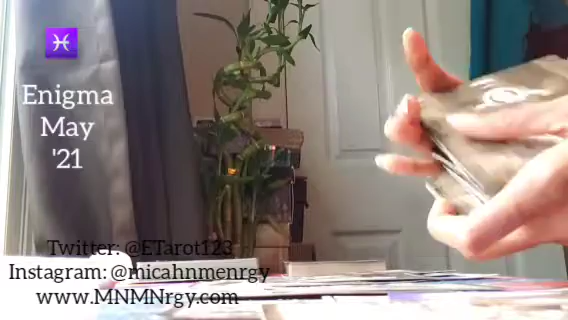 ♓
Enigma
May
'21
Twitter: @ETarot123
Instagram: @micahnmenrgy
www.MNMNrgy.com